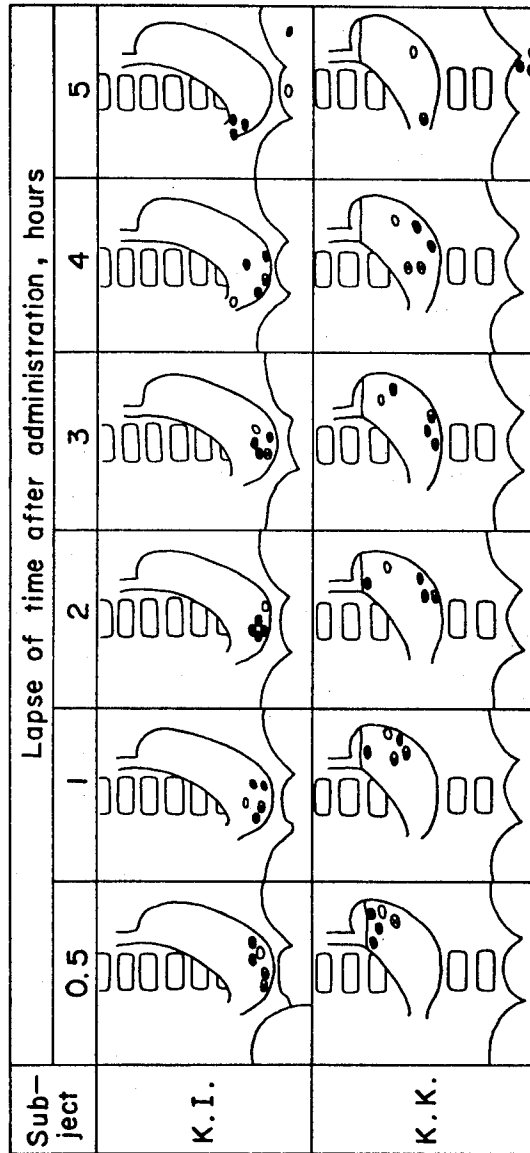 Sub-
ject
Lapse of time after administration, hours
0.5 1 2 3 4 5
K.I.
K.K.